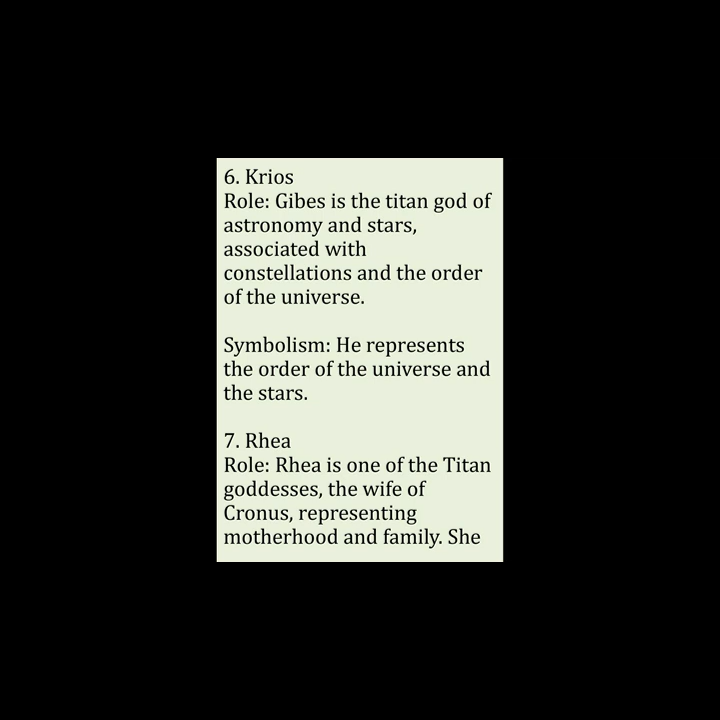 6. Krios
Role: Gibes is the titan god of
astronomy and stars,
associated with
constellations and the order
of the universe.
Symbolism: He represents
the order of the universe and
the stars.
7. Rhea
Role: Rhea is one of the Titan
goddesses, the wife of
Cronus, representing
motherhood and family. She